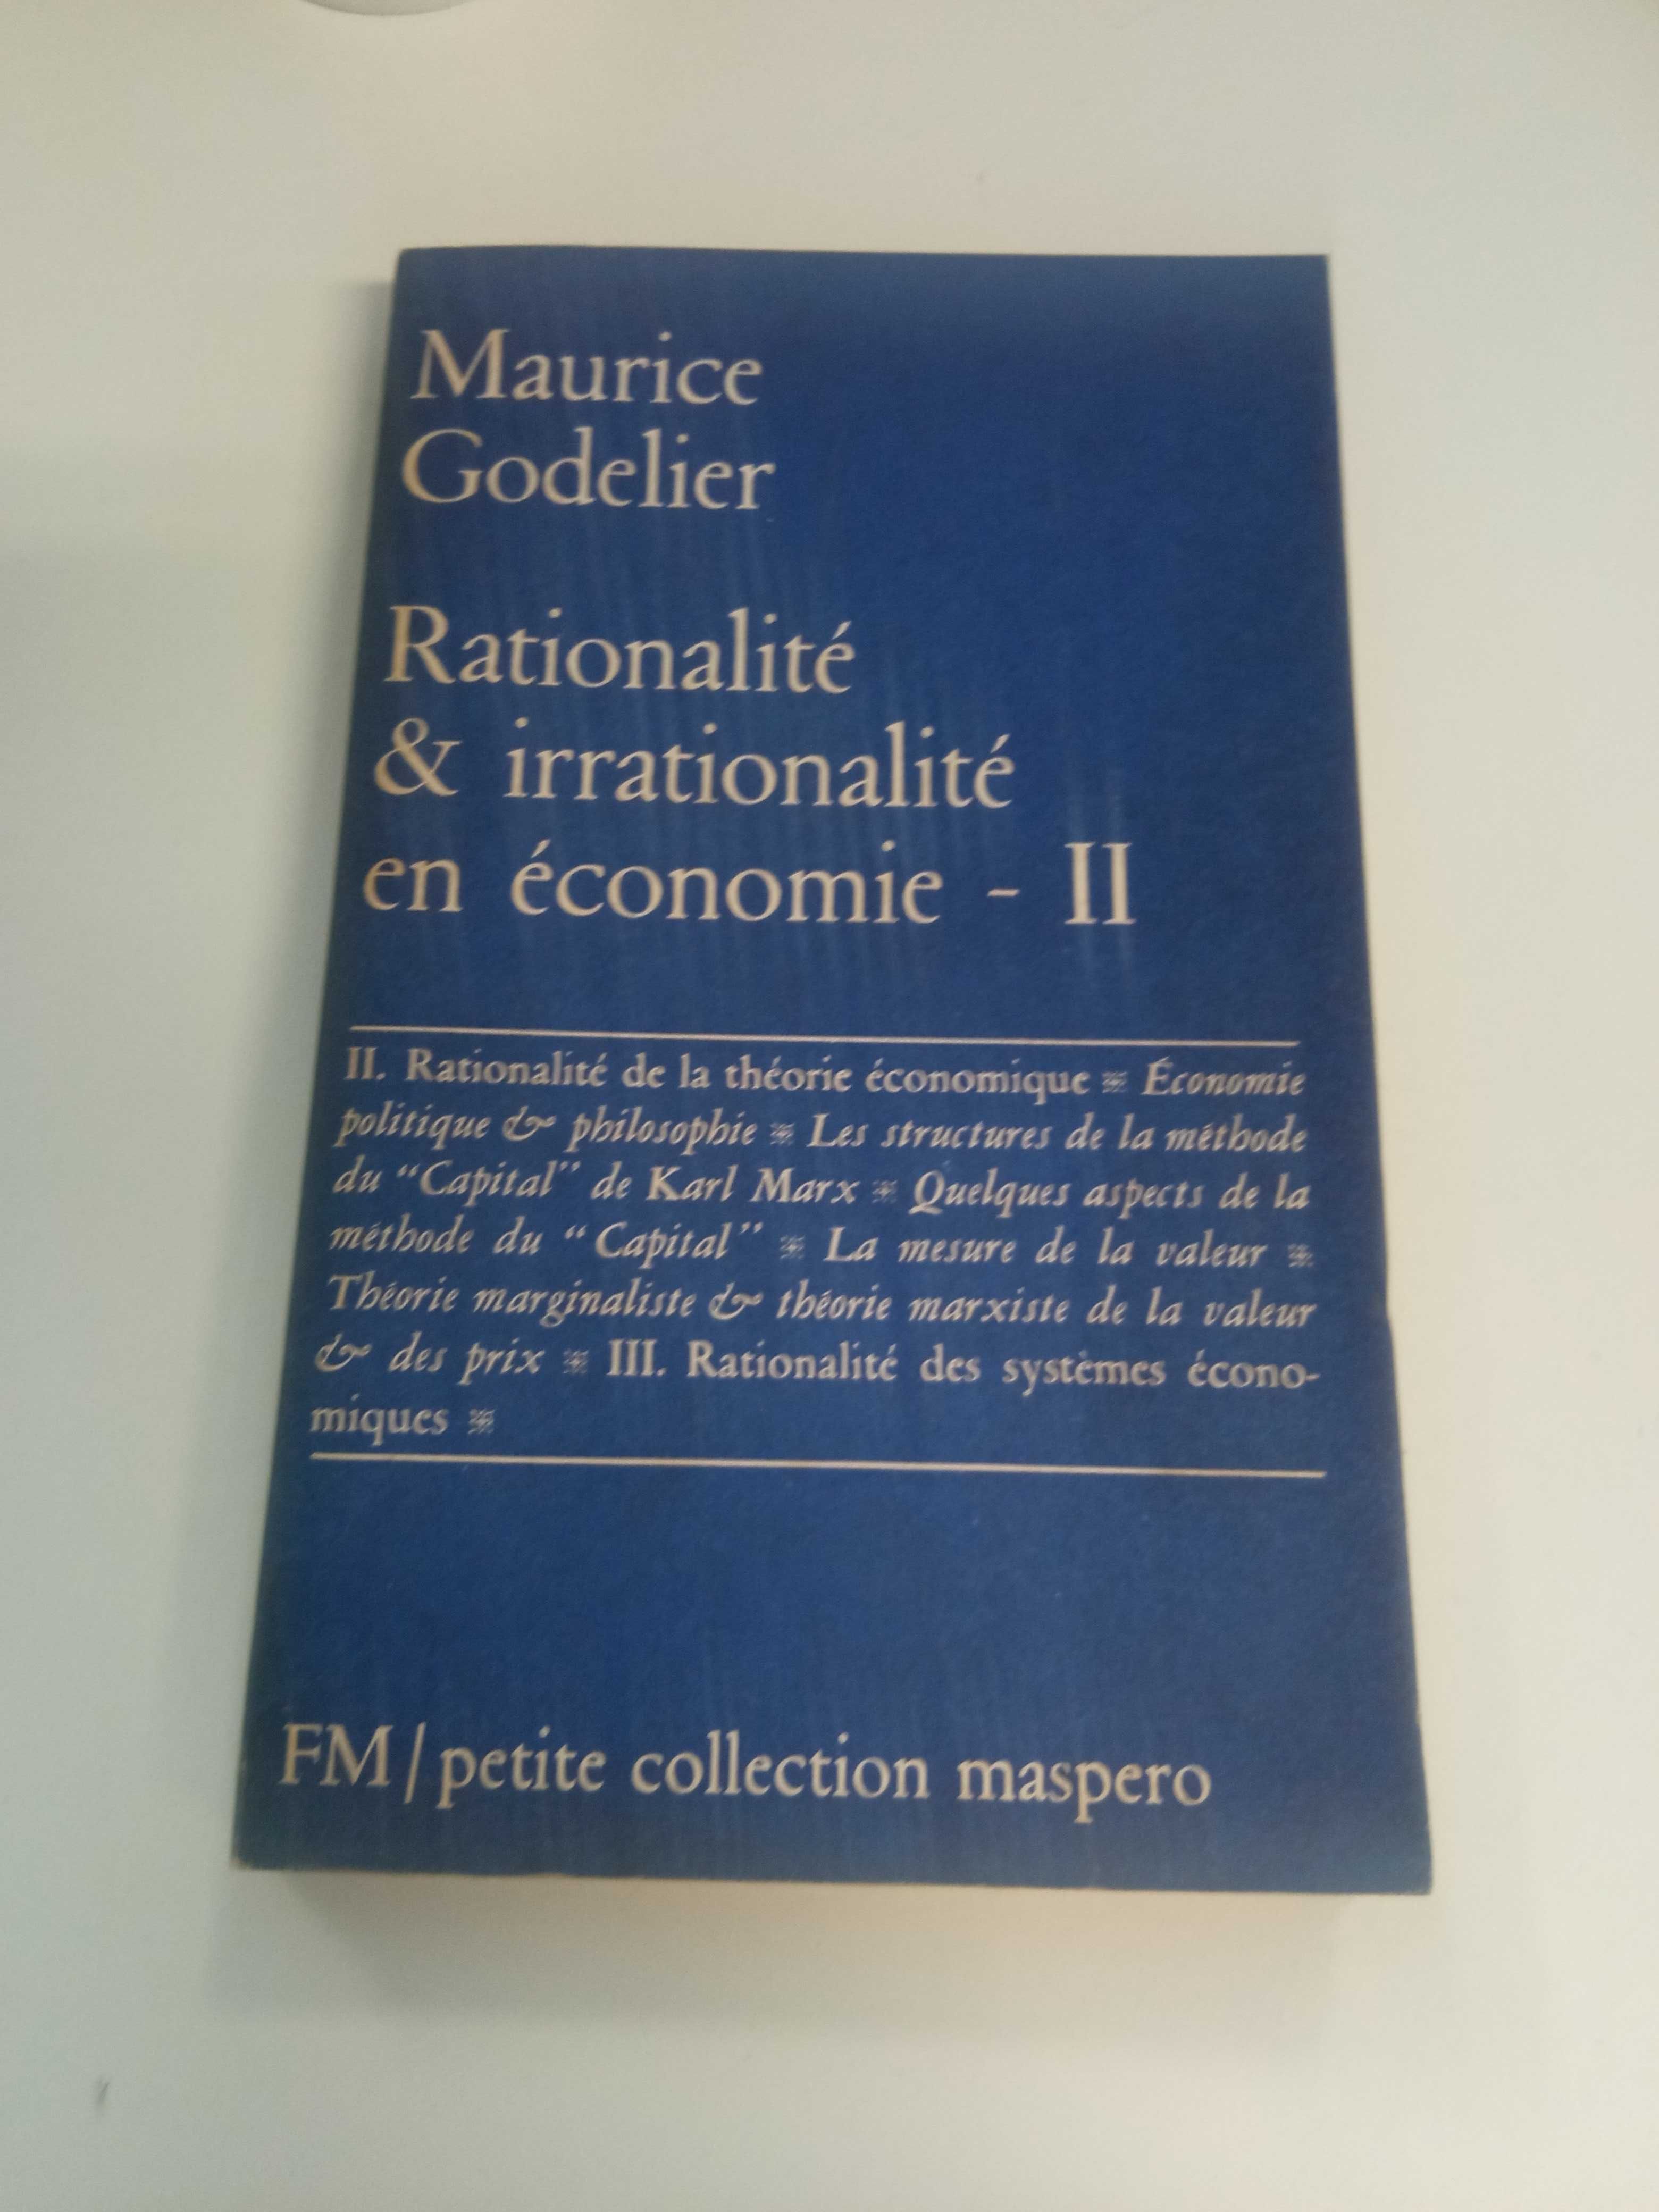 Maurice
Godelier
Rationalité
& irrationalité
en économie - II
II. Rationalité de la théorie économique * Économie
politique & philosophie * Les structures de la méthode
du “Capital” de Karl Marx * Quelques aspects de la
méthode du “Capital” * La mesure de la valeur *
Théorie marginaliste & théorie marxiste de la valeur
& des prix * III. Rationalité des systèmes écono-
miques *
FM/petite collection maspero